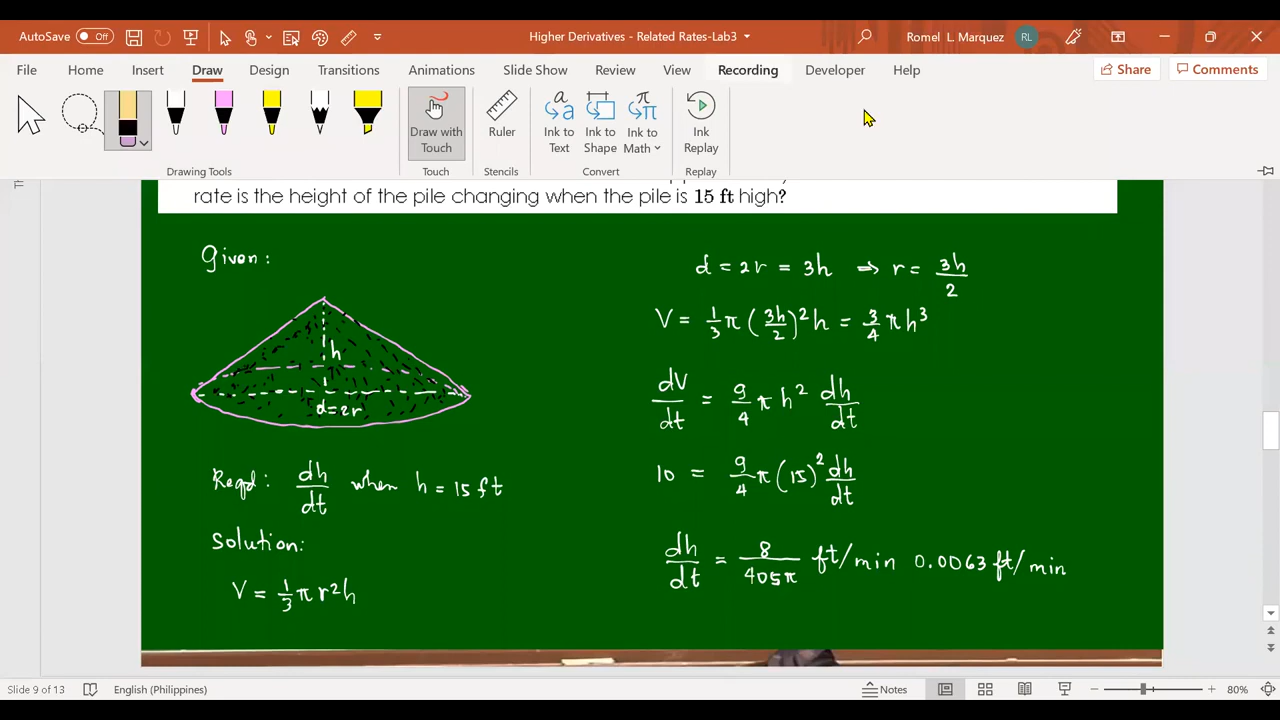 AutoSave Off Higher Derivatives - Related Rates-Lab3 Romel L. Marquez RL
File Home Insert Draw Design Transitions Animations Slide Show Review View Recording Developer Help Share Comments
Draw with Touch
Ruler
Ink to Text
Ink to Shape
Ink to Math
Ink Replay
Drawing Tools Touch Stencils Convert Replay
rate is the height of the pile changing when the pile is 15 ft high?
Given:
h
d=2r
Reqd: dh/dt when h = 15 ft
Solution:
V = 1/3 π r²h
d = 2r = 3h ⇒ r = 3h/2
V = 1/3 π (3h/2)² h = 3/4 π h³
dV/dt = 9/4 π h² dh/dt
10 = 9/4 π (15)² dh/dt
dh/dt = 8/405π ft/min 0.0063 ft/min
Slide 9 of 13 English (Philippines) Notes 80%